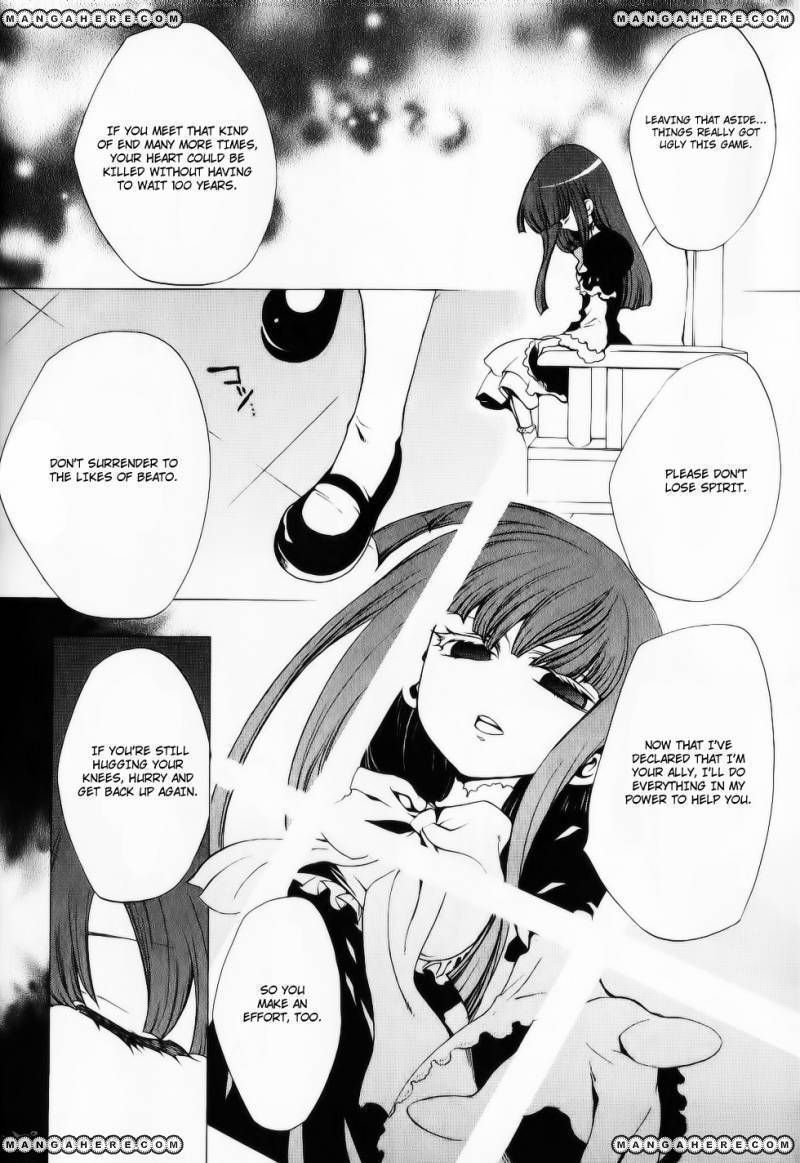 MANGAHERE.COM
MANGAHERE.COM
LEAVING THAT ASIDE...
THINGS REALLY GOT
UGLY THIS GAME.
IF YOU MEET THAT KIND
OF END MANY MORE TIMES,
YOUR HEART COULD BE
KILLED WITHOUT HAVING
TO WAIT 100 YEARS.
PLEASE DON'T
LOSE SPIRIT.
DON'T SURRENDER TO
THE LIKES OF BEATO.
NOW THAT I'VE
DECLARED THAT I'M
YOUR ALLY, I'LL DO
EVERYTHING IN MY
POWER TO HELP YOU.
IF YOU'RE STILL
HUGGING YOUR
KNEES, HURRY AND
GET BACK UP AGAIN.
SO YOU
MAKE AN
EFFORT, TOO.
MANGAHERE.COM
MANGAHERE.COM